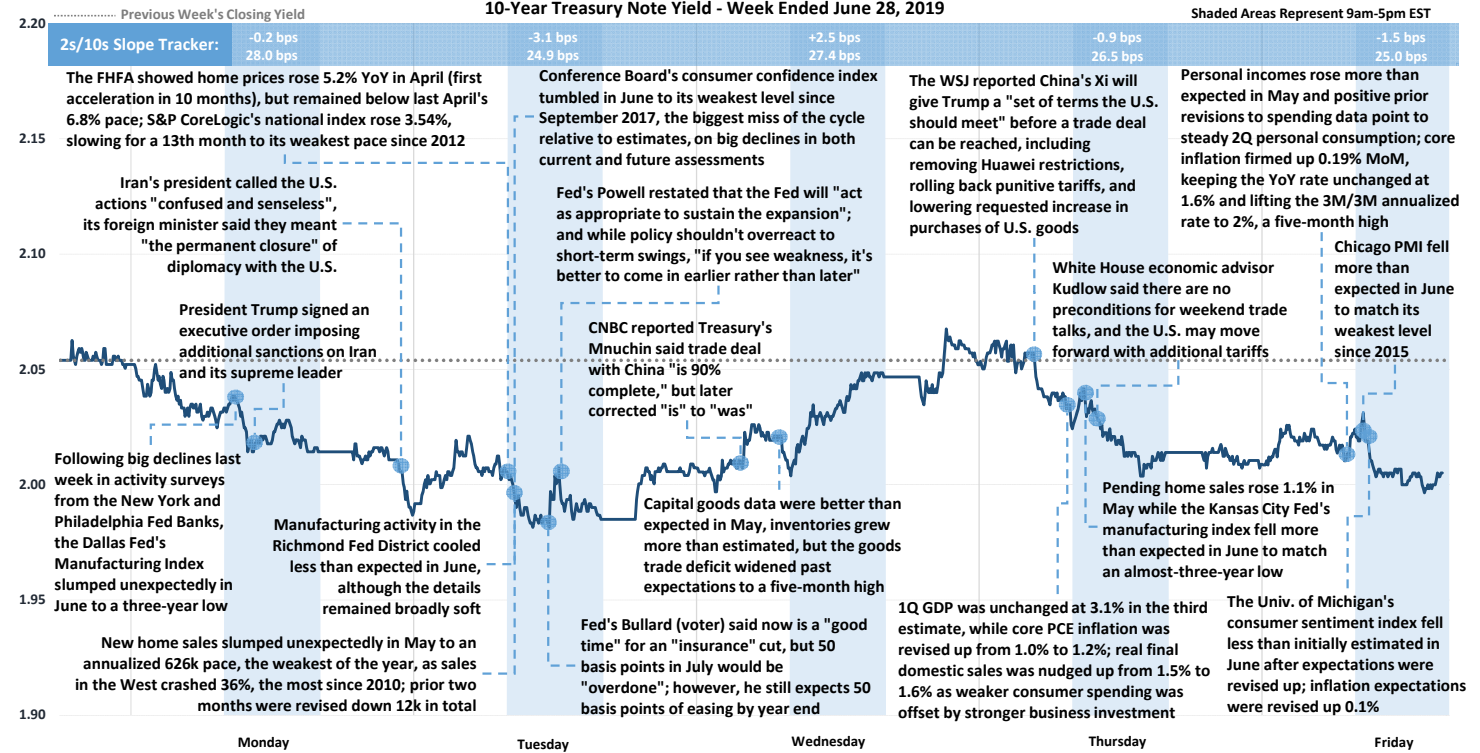 10-Year Treasury Note Yield - Week Ended June 28, 2019
Previous Week's Closing Yield
Shaded Areas Represent 9am-5pm EST
2.20
2.15
2.10
2.05
2.00
1.95
1.90
2s/10s Slope Tracker:
-0.2 bps
28.0 bps
-3.1 bps
24.9 bps
+2.5 bps
27.4 bps
-0.9 bps
26.5 bps
-1.5 bps
25.0 bps
The FHFA showed home prices rose 5.2% YoY in April (first
acceleration in 10 months), but remained below last April's
6.8% pace; S&P CoreLogic's national index rose 3.54%,
slowing for a 13th month to its weakest pace since 2012
Iran's president called the U.S.
actions "confused and senseless",
its foreign minister said they meant
"the permanent closure" of
diplomacy with the U.S.
President Trump signed an
executive order imposing
additional sanctions on Iran
and its supreme leader
Following big declines last
week in activity surveys
from the New York and
Philadelphia Fed Banks,
the Dallas Fed's
Manufacturing Index
slumped unexpectedly in
June to a three-year low
Manufacturing activity in the
Richmond Fed District cooled
less than expected in June,
although the details
remained broadly soft
New home sales slumped unexpectedly in May to an
annualized 626k pace, the weakest of the year, as sales
in the West crashed 36%, the most since 2010; prior two
months were revised down 12k in total
Conference Board's consumer confidence index
tumbled in June to its weakest level since
September 2017, the biggest miss of the cycle
relative to estimates, on big declines in both
current and future assessments
Fed's Powell restated that the Fed will "act
as appropriate to sustain the expansion";
and while policy shouldn't overreact to
short-term swings, "if you see weakness, it's
better to come in earlier rather than later"
CNBC reported Treasury's
Mnuchin said trade deal
with China "is 90%
complete," but later
corrected "is" to "was"
Capital goods data were better than
expected in May, inventories grew
more than estimated, but the goods
trade deficit widened past
expectations to a five-month high
Fed's Bullard (voter) said now is a "good
time" for an "insurance" cut, but 50
basis points in July would be
"overdone"; however, he still expects 50
basis points of easing by year end
The WSJ reported China's Xi will
give Trump a "set of terms the U.S.
should meet" before a trade deal
can be reached, including
removing Huawei restrictions,
rolling back punitive tariffs, and
lowering requested increase in
purchases of U.S. goods
White House economic advisor
Kudlow said there are no
preconditions for weekend trade
talks, and the U.S. may move
forward with additional tariffs
Pending home sales rose 1.1% in
May while the Kansas City Fed's
manufacturing index fell more
than expected in June to match
an almost-three-year low
1Q GDP was unchanged at 3.1% in the third
estimate, while core PCE inflation was
revised up from 1.0% to 1.2%; real final
domestic sales was nudged up from 1.5% to
1.6% as weaker consumer spending was
offset by stronger business investment
Personal incomes rose more than
expected in May and positive prior
revisions to spending data point to
steady 2Q personal consumption; core
inflation firmed up 0.19% MoM,
keeping the YoY rate unchanged at
1.6% and lifting the 3M/3M annualized
rate to 2%, a five-month high
Chicago PMI fell
more than
expected in June
to match its
weakest level
since 2015
The Univ. of Michigan's
consumer sentiment index fell
less than initially estimated in
June after expectations were
revised up; inflation expectations
were revised up 0.1%
Monday
Tuesday
Wednesday
Thursday
Friday